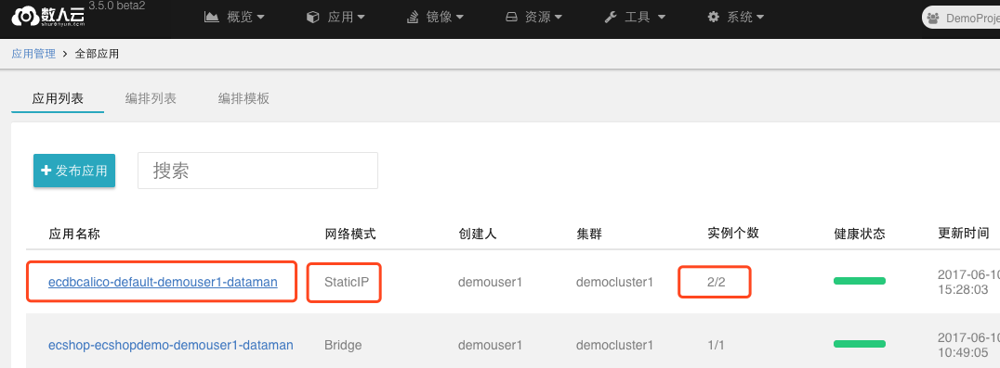 数人云 3.5.0 beta2
shurenyun.com
概览 应用 镜像 资源 工具 系统 DemoProje
应用管理 > 全部应用
应用列表 编排列表 编排模板
+ 发布应用 搜索
应用名称 网络模式 创建人 集群 实例个数 健康状态 更新时间
ecdbcalico-default-demouser1-dataman StaticIP demouser1 democluster1 2/2 2017-06-10
15:28:03
ecshop-ecshopdemo-demouser1-dataman Bridge demouser1 democluster1 1/1 2017-06-10
10:49:05